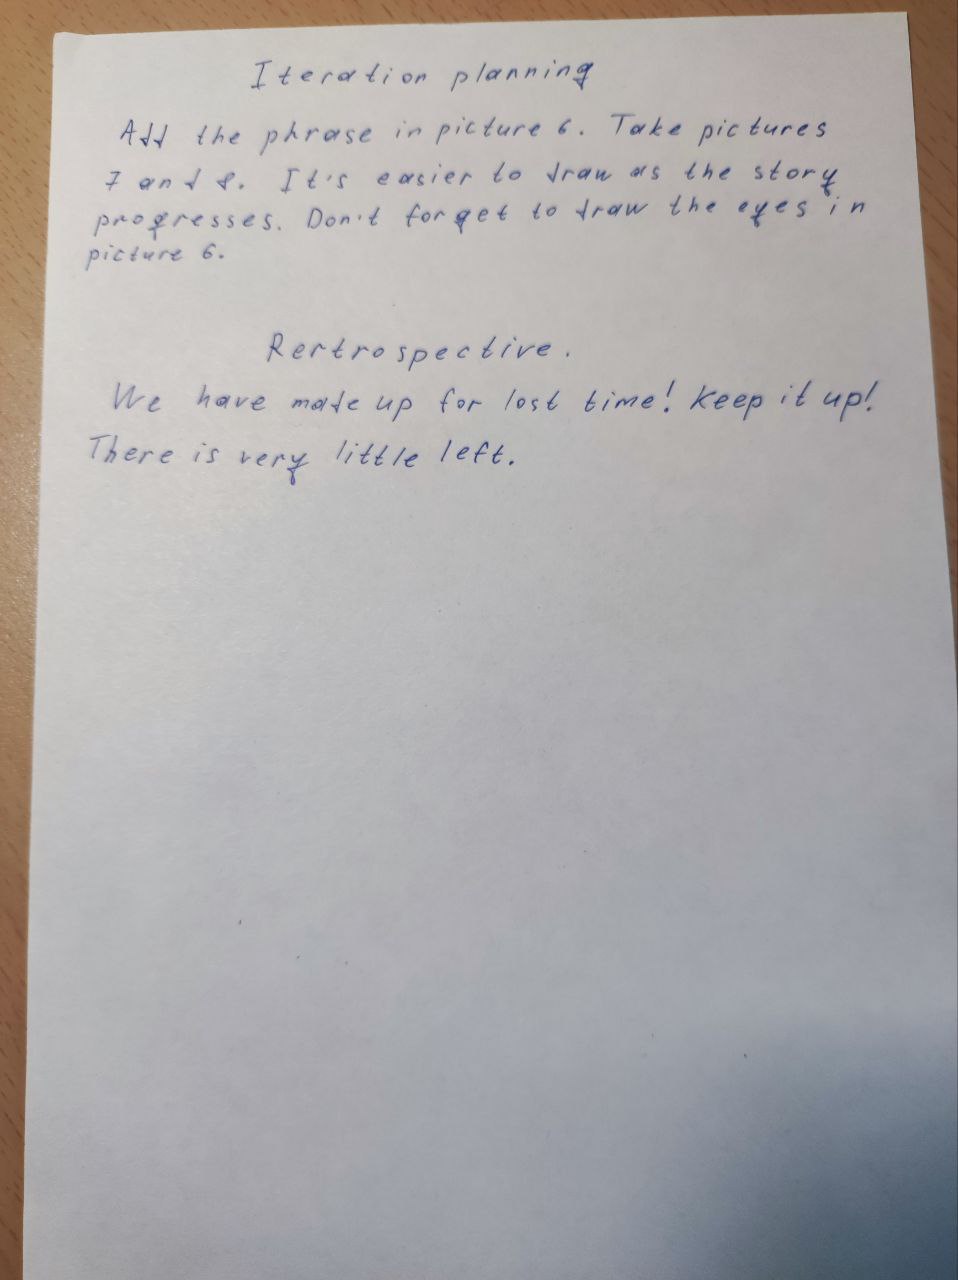 Iteration planning
Add the phrase in picture 6. Take pictures
7 and 8. It's easier to draw as the story
progresses. Don't forget to draw the eyes in
picture 6.
Rertrospective.
We have made up for lost time! Keep it up!
There is very little left.